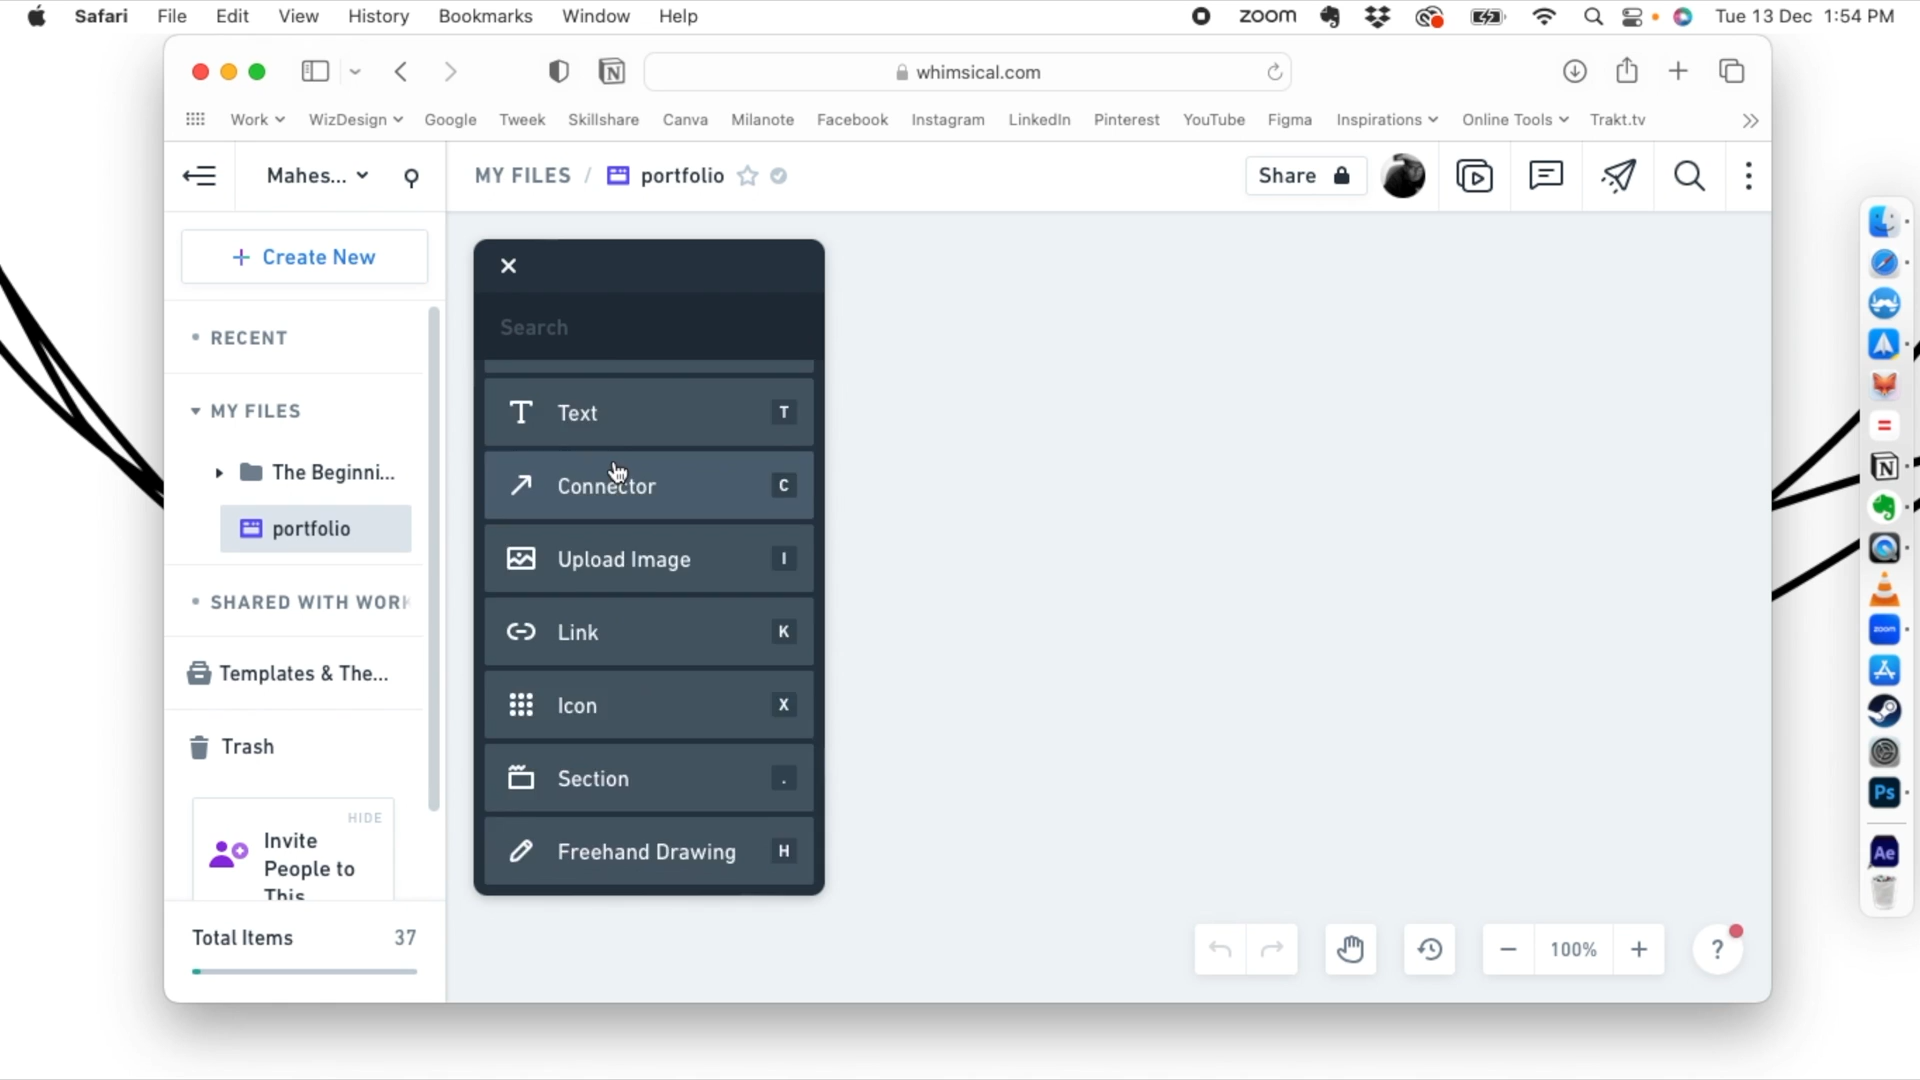 Safari File Edit View History Bookmarks Window Help zoom Tue 13 Dec 1:54 PM
whimsical.com
Work WizDesign Google Tweek Skillshare Canva Milanote Facebook Instagram LinkedIn Pinterest YouTube Figma Inspirations Online Tools Trakt.tv
Mahes... MY FILES / portfolio Share
+ Create New
RECENT
MY FILES
The Beginni...
portfolio
SHARED WITH WORK
Templates & The...
Trash
HIDE
Invite
People to
This
Total Items 37
Search
Text T
Connector C
Upload Image I
Link K
Icon X
Section .
Freehand Drawing H
100% ?
zoom
Ps
Ae